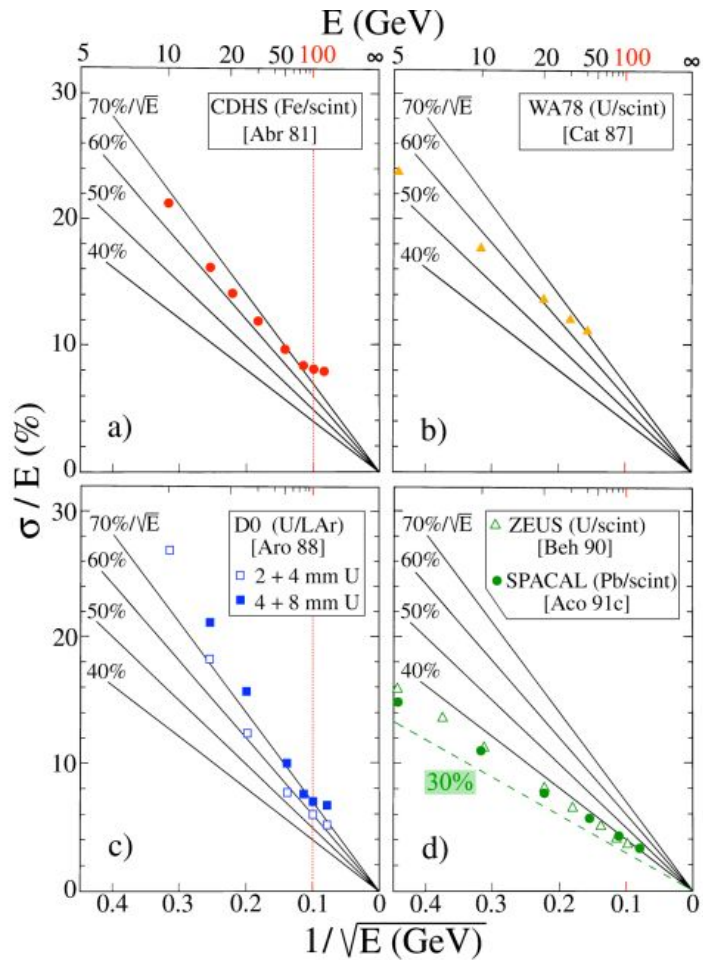 E (GeV)
5 10 20 50 100 ∞ 5 10 20 50 100 ∞
30
20
10
0
70%/√E
60%
50%
40%
CDHS (Fe/scint)
[Abr 81]
a)
70%/√E
60%
50%
40%
WA78 (U/scint)
[Cat 87]
b)
σ / E (%)
30
20
10
0
70%/√E
60%
50%
40%
D0 (U/LAr)
[Aro 88]
2 + 4 mm U
4 + 8 mm U
c)
70%/√E
60%
50%
40%
30%
ZEUS (U/scint)
[Beh 90]
SPACAL (Pb/scint)
[Aco 91c]
d)
0.4 0.3 0.2 0.1 0 0.4 0.3 0.2 0.1 0
1/√E (GeV)